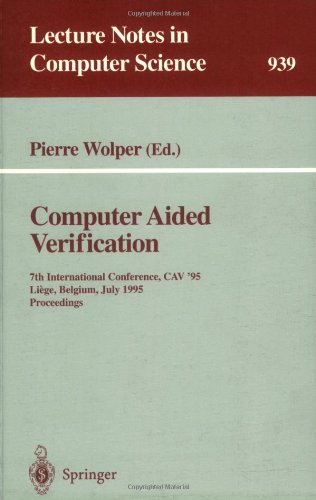 Lecture Notes in
Computer Science 939
Pierre Wolper (Ed.)
Computer Aided
Verification
7th International Conference, CAV '95
Liège, Belgium, July 1995
Proceedings
Springer